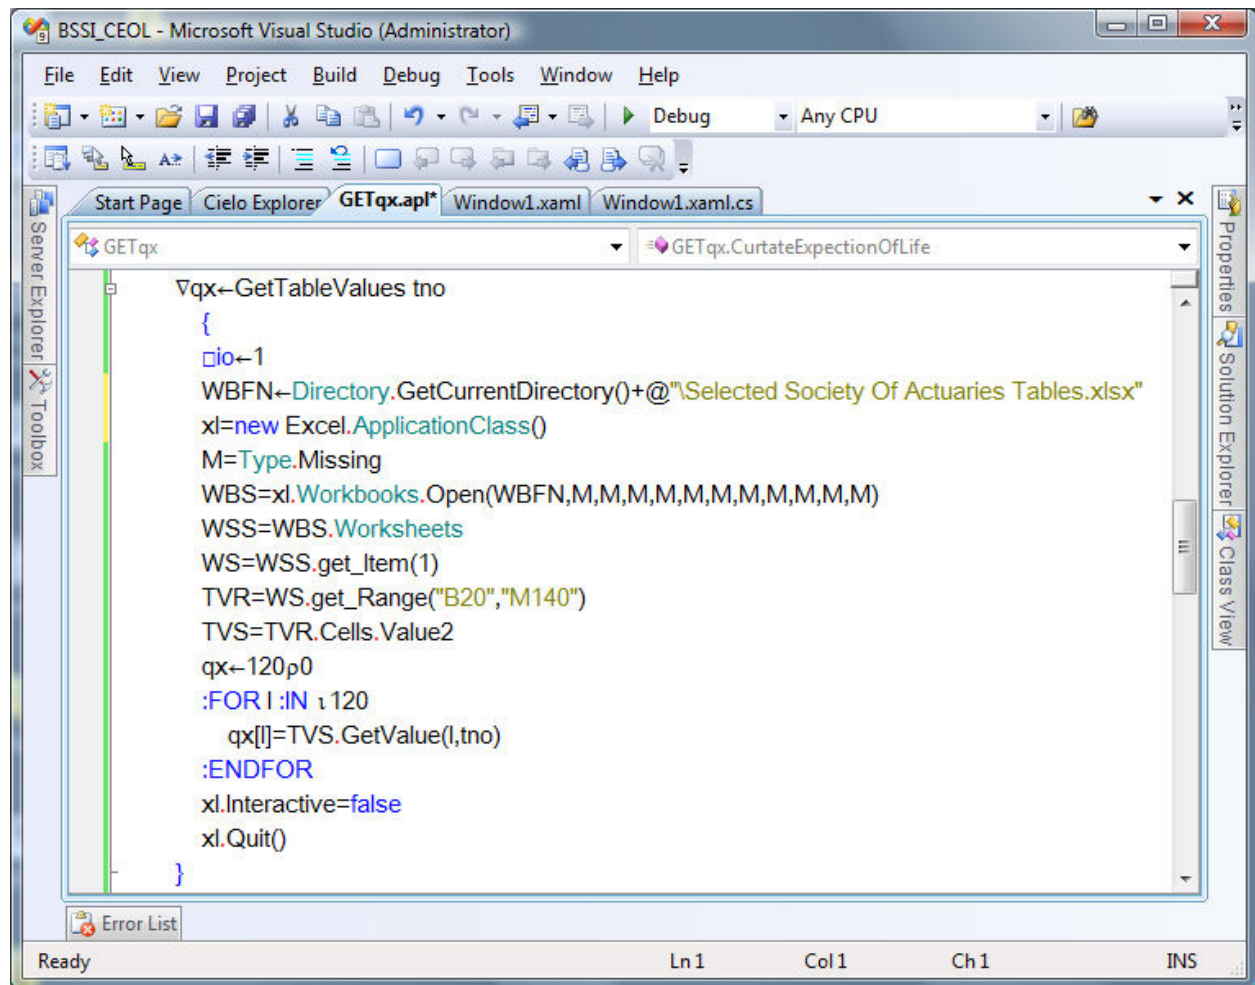 BSSI_CEOL - Microsoft Visual Studio (Administrator)
File Edit View Project Build Debug Tools Window Help
Debug Any CPU
Start Page Cielo Explorer GETqx.apl* Window1.xaml Window1.xaml.cs
GETqx GETqx.CurtateExpectionOfLife
∇qx←GetTableValues tno
{
⎕io←1
WBFN←Directory.GetCurrentDirectory()+@"\Selected Society Of Actuaries Tables.xlsx"
xl=new Excel.ApplicationClass()
M=Type.Missing
WBS=xl.Workbooks.Open(WBFN,M,M,M,M,M,M,M,M,M,M,M,M)
WSS=WBS.Worksheets
WS=WSS.get_Item(1)
TVR=WS.get_Range("B20","M140")
TVS=TVR.Cells.Value2
qx←120⍴0
:FOR I :IN ⍳120
qx[I]=TVS.GetValue(I,tno)
:ENDFOR
xl.Interactive=false
xl.Quit()
}
Server Explorer
Toolbox
Properties
Solution Explorer
Class View
Error List
Ready Ln 1 Col 1 Ch 1 INS